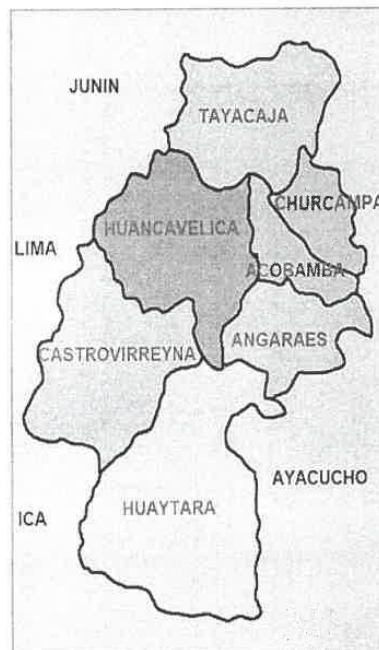 JUNIN
TAYACAJA
CHURCAMPA
HUANCAVELICA
LIMA
ACOBAMBA
ANGARAES
CASTROVIRREYNA
AYACUCHO
HUAYTARA
ICA